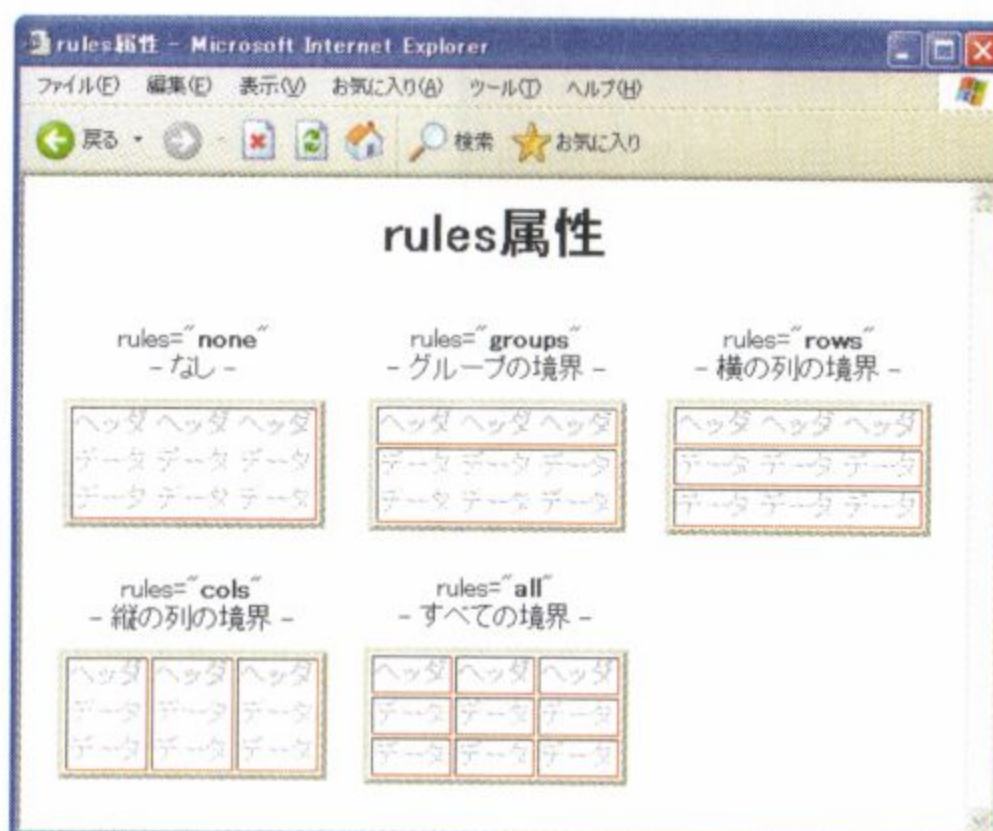 rules属性 - Microsoft Internet Explorer
ファイル(F) 編集(E) 表示(V) お気に入り(A) ツール(T) ヘルプ(H)
戻る 検索 お気に入り
rules属性
rules="none" rules="groups" rules="rows"
- なし - - グループの境界 - - 横の列の境界 -
ヘッダ ヘッダ ヘッダ ヘッダ ヘッダ ヘッダ ヘッダ ヘッダ ヘッダ
データ データ データ データ データ データ データ データ データ
データ データ データ データ データ データ データ データ データ
rules="cols" rules="all"
- 縦の列の境界 - - すべての境界 -
ヘッダ ヘッダ ヘッダ ヘッダ ヘッダ ヘッダ
データ データ データ データ データ データ
データ データ データ データ データ データ